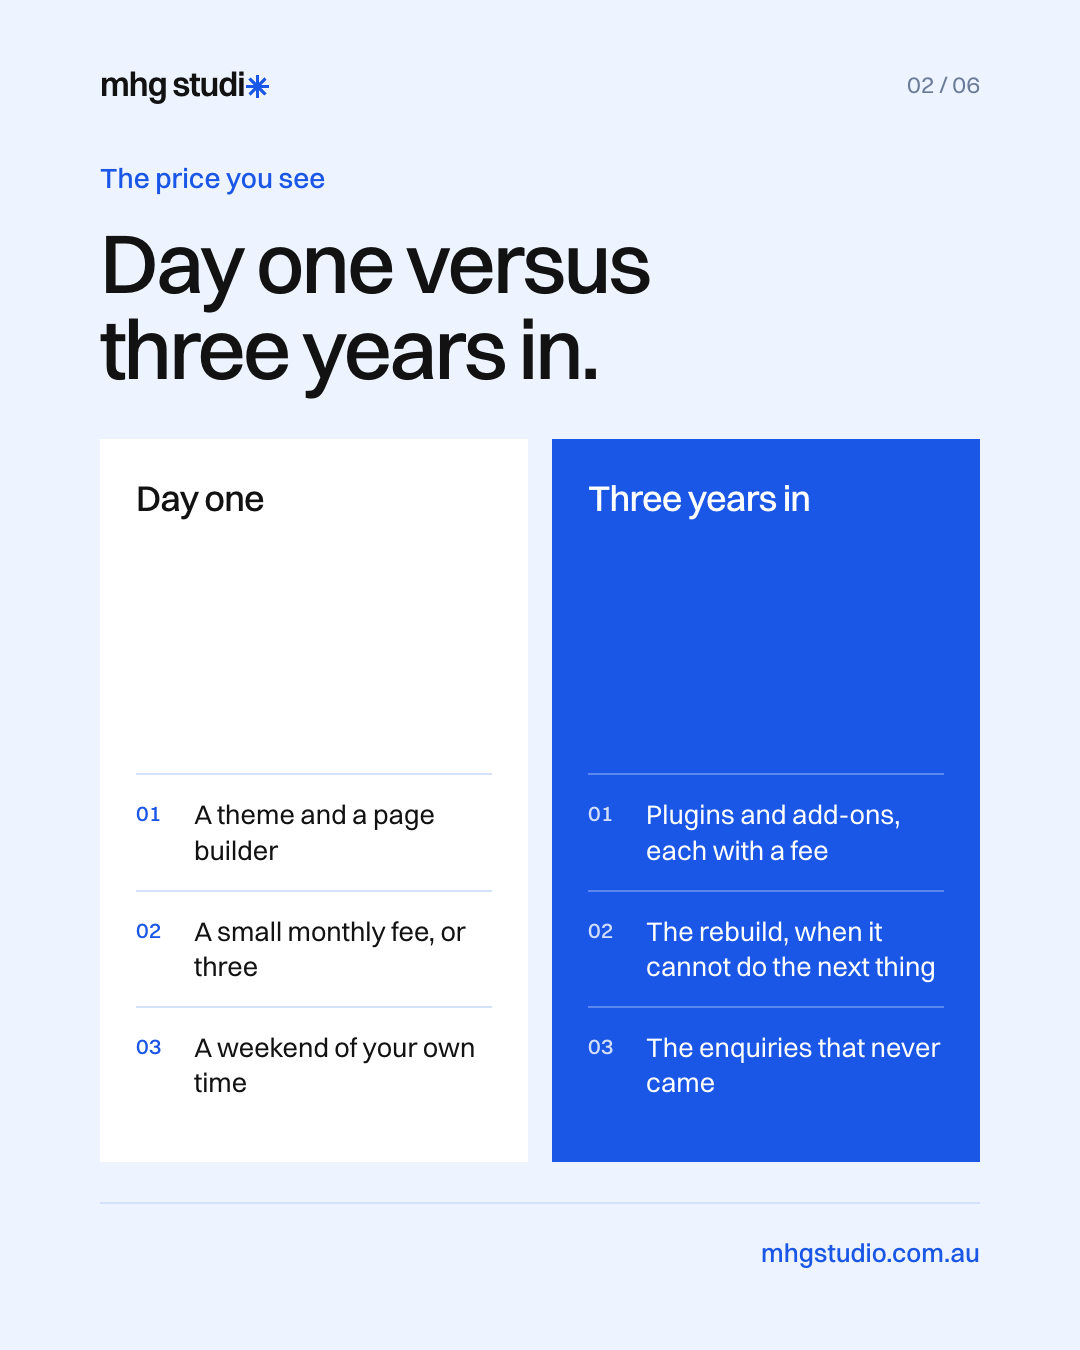 mhg studi
02 / 06
The price you see
Day one versus
three years in.
Day one
01 A theme and a page
builder
02 A small monthly fee, or
three
03 A weekend of your own
time
Three years in
01 Plugins and add-ons,
each with a fee
02 The rebuild, when it
cannot do the next thing
03 The enquiries that never
came
mhgstudio.com.au